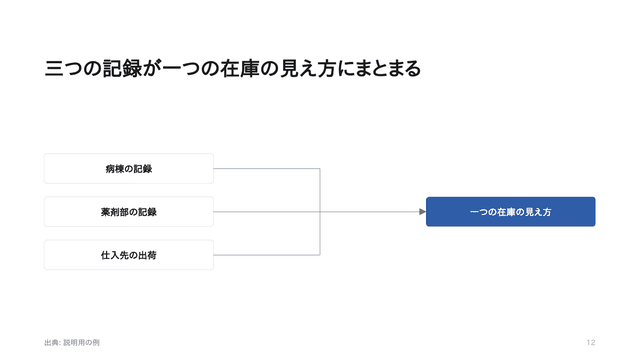 三つの記録が一つの在庫の見え方にまとまる
病棟の記録
薬剤部の記録
仕入先の出荷
一つの在庫の見え方
出典: 説明用の例
12